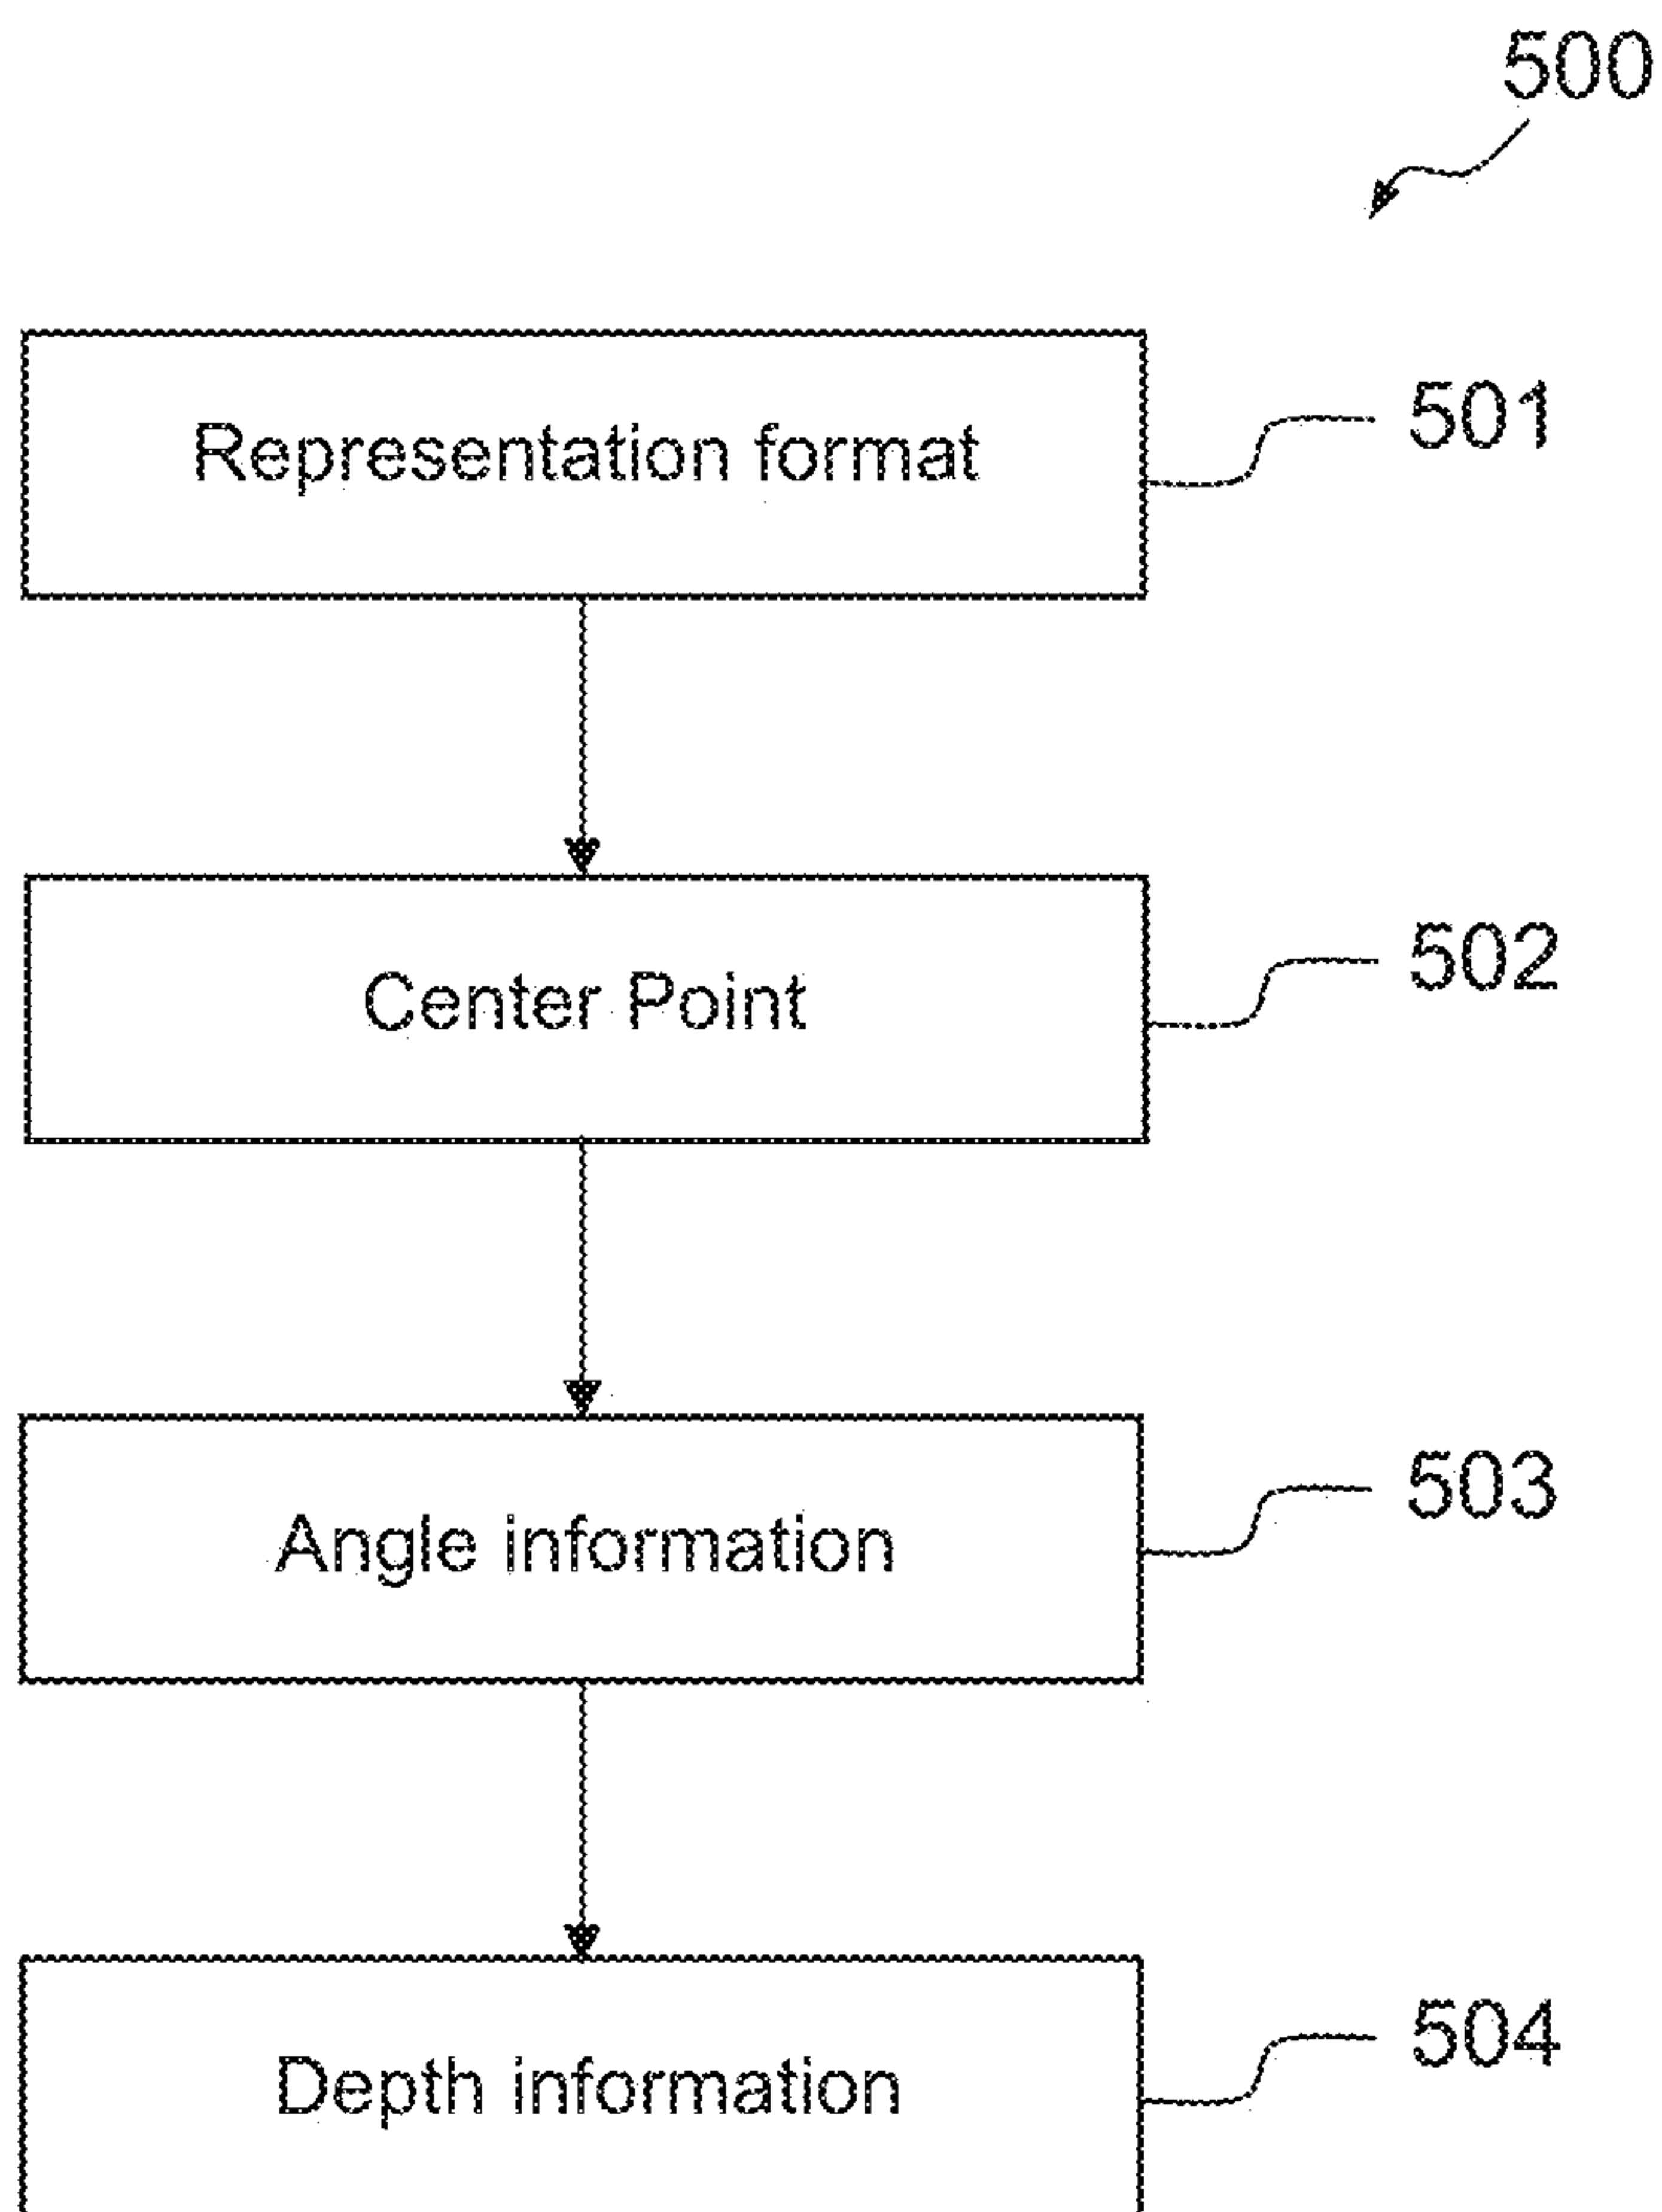 500
Representation format
501
Center Point
502
Angle information
503
Depth information
504